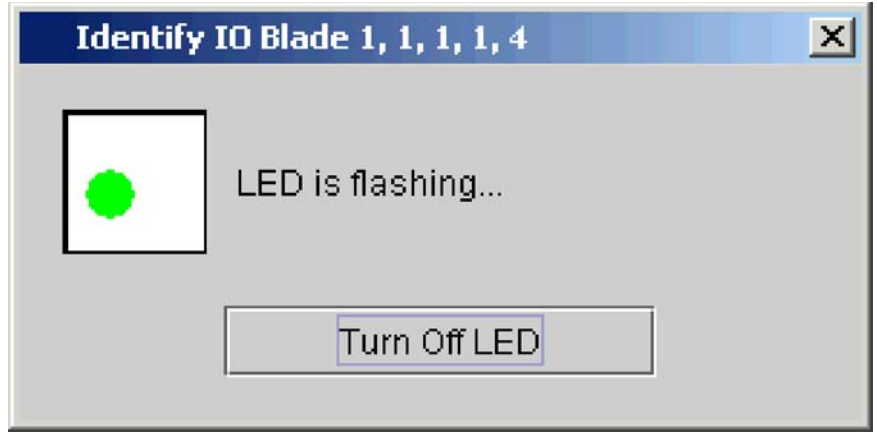 Identify IO Blade 1, 1, 1, 1, 4
LED is flashing...
Turn Off LED